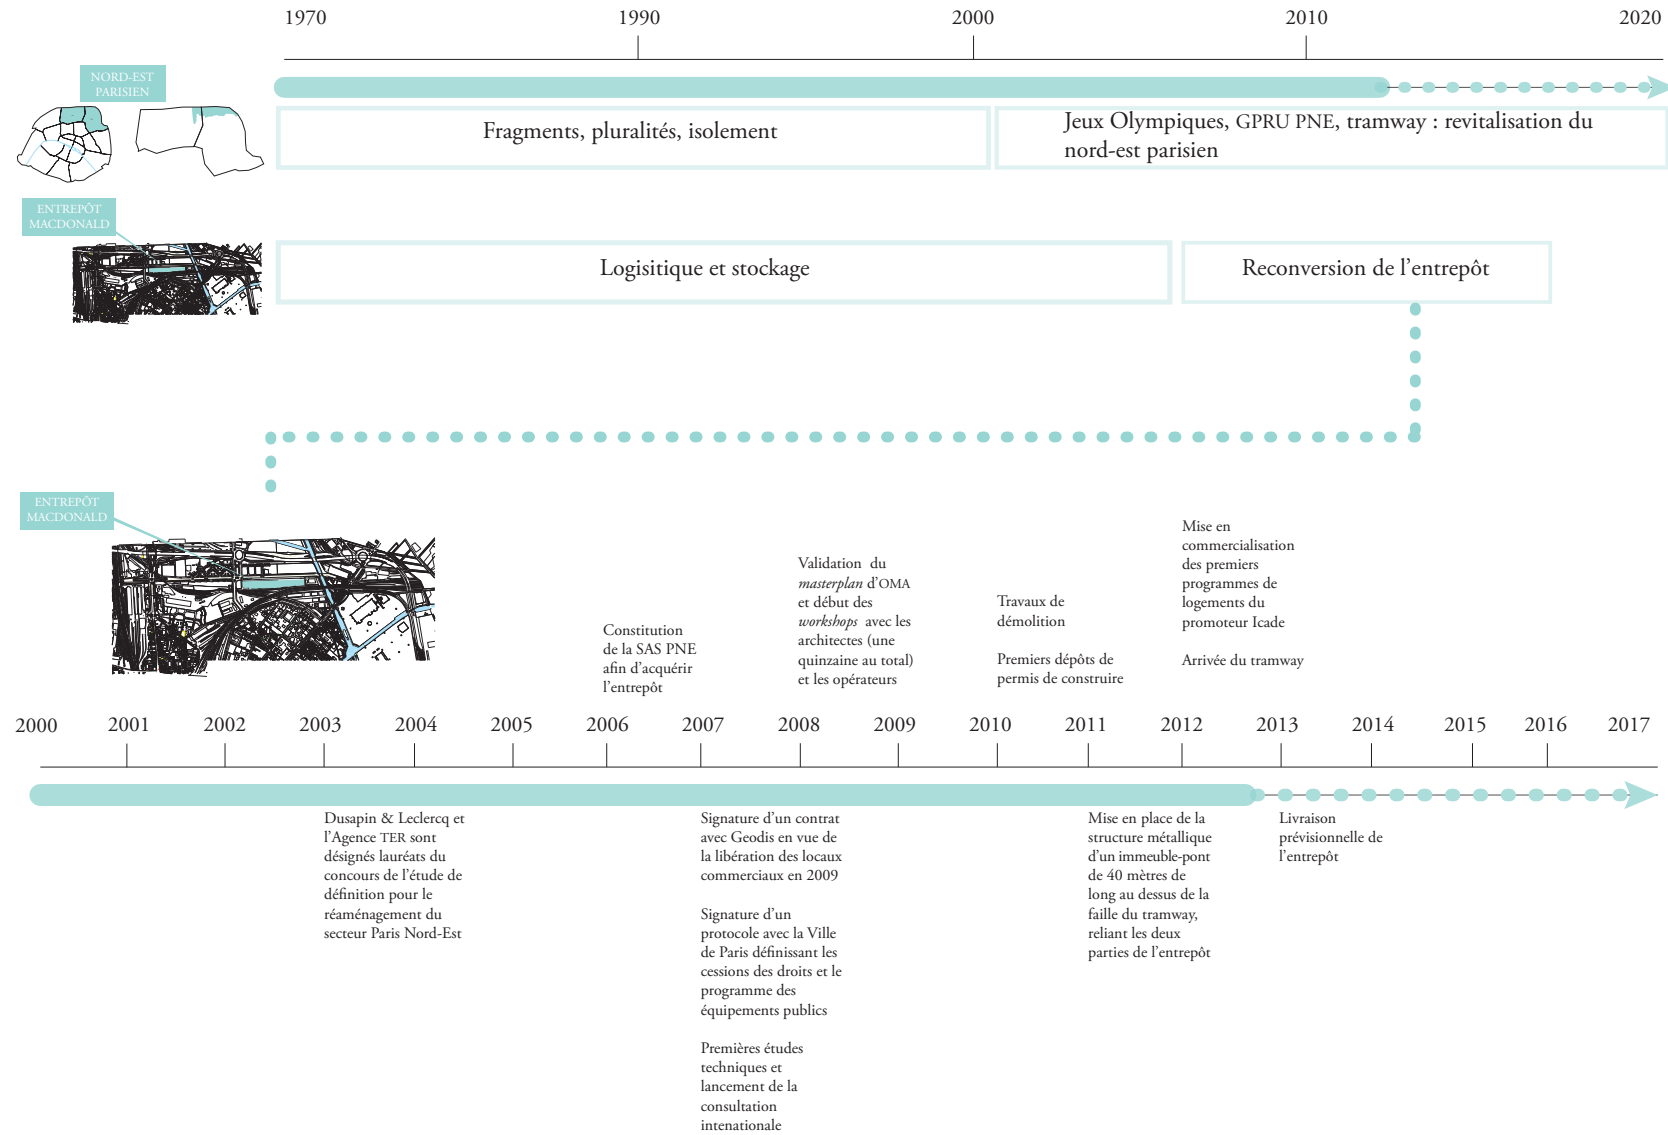 1970 1990 2000 2010 2020
NORD-EST
PARISIEN
Fragments, pluralités, isolement
Jeux Olympiques, GPRU PNE, tramway : revitalisation du
nord-est parisien
ENTREPÔT
MACDONALD
Logisitique et stockage
Reconversion de l’entrepôt
ENTREPÔT
MACDONALD
Constitution
de la SAS PNE
afin d’acquérir
l’entrepôt
Validation du
masterplan d’OMA
et début des
workshops avec les
architectes (une
quinzaine au total)
et les opérateurs
Travaux de
démolition
Premiers dépôts de
permis de construire
Mise en
commercialisation
des premiers
programmes de
logements du
promoteur Icade
Arrivée du tramway
2000 2001 2002 2003 2004 2005 2006 2007 2008 2009 2010 2011 2012 2013 2014 2015 2016 2017
Dusapin & Leclercq et
l’Agence TER sont
désignés lauréats du
concours de l’étude de
définition pour le
réaménagement du
secteur Paris Nord-Est
Signature d’un contrat
avec Geodis en vue de
la libération des locaux
commerciaux en 2009
Signature d’un
protocole avec la Ville
de Paris définissant les
cessions des droits et le
programme des
équipements publics
Premières études
techniques et
lancement de la
consultation
intenationale
Mise en place de la
structure métallique
d’un immeuble-pont
de 40 mètres de
long au dessus de la
faille du tramway,
reliant les deux
parties de l’entrepôt
Livraison
prévisionnelle de
l’entrepôt